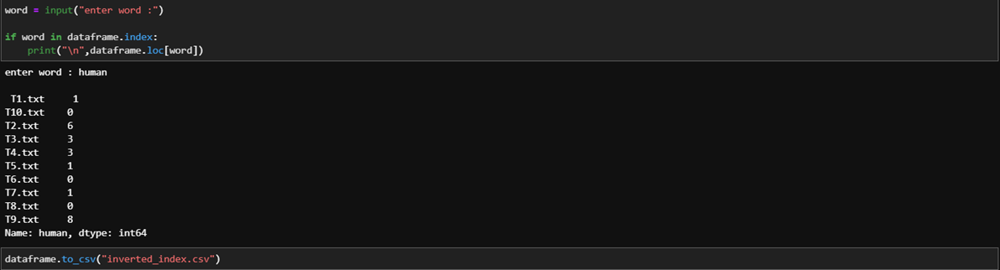 word = input("enter word :")
if word in dataframe.index:
    print("\n",dataframe.loc[word])
enter word : human
 T1.txt     1
T10.txt    0
T2.txt     6
T3.txt     3
T4.txt     3
T5.txt     1
T6.txt     0
T7.txt     1
T8.txt     0
T9.txt     8
Name: human, dtype: int64
dataframe.to_csv("inverted_index.csv")